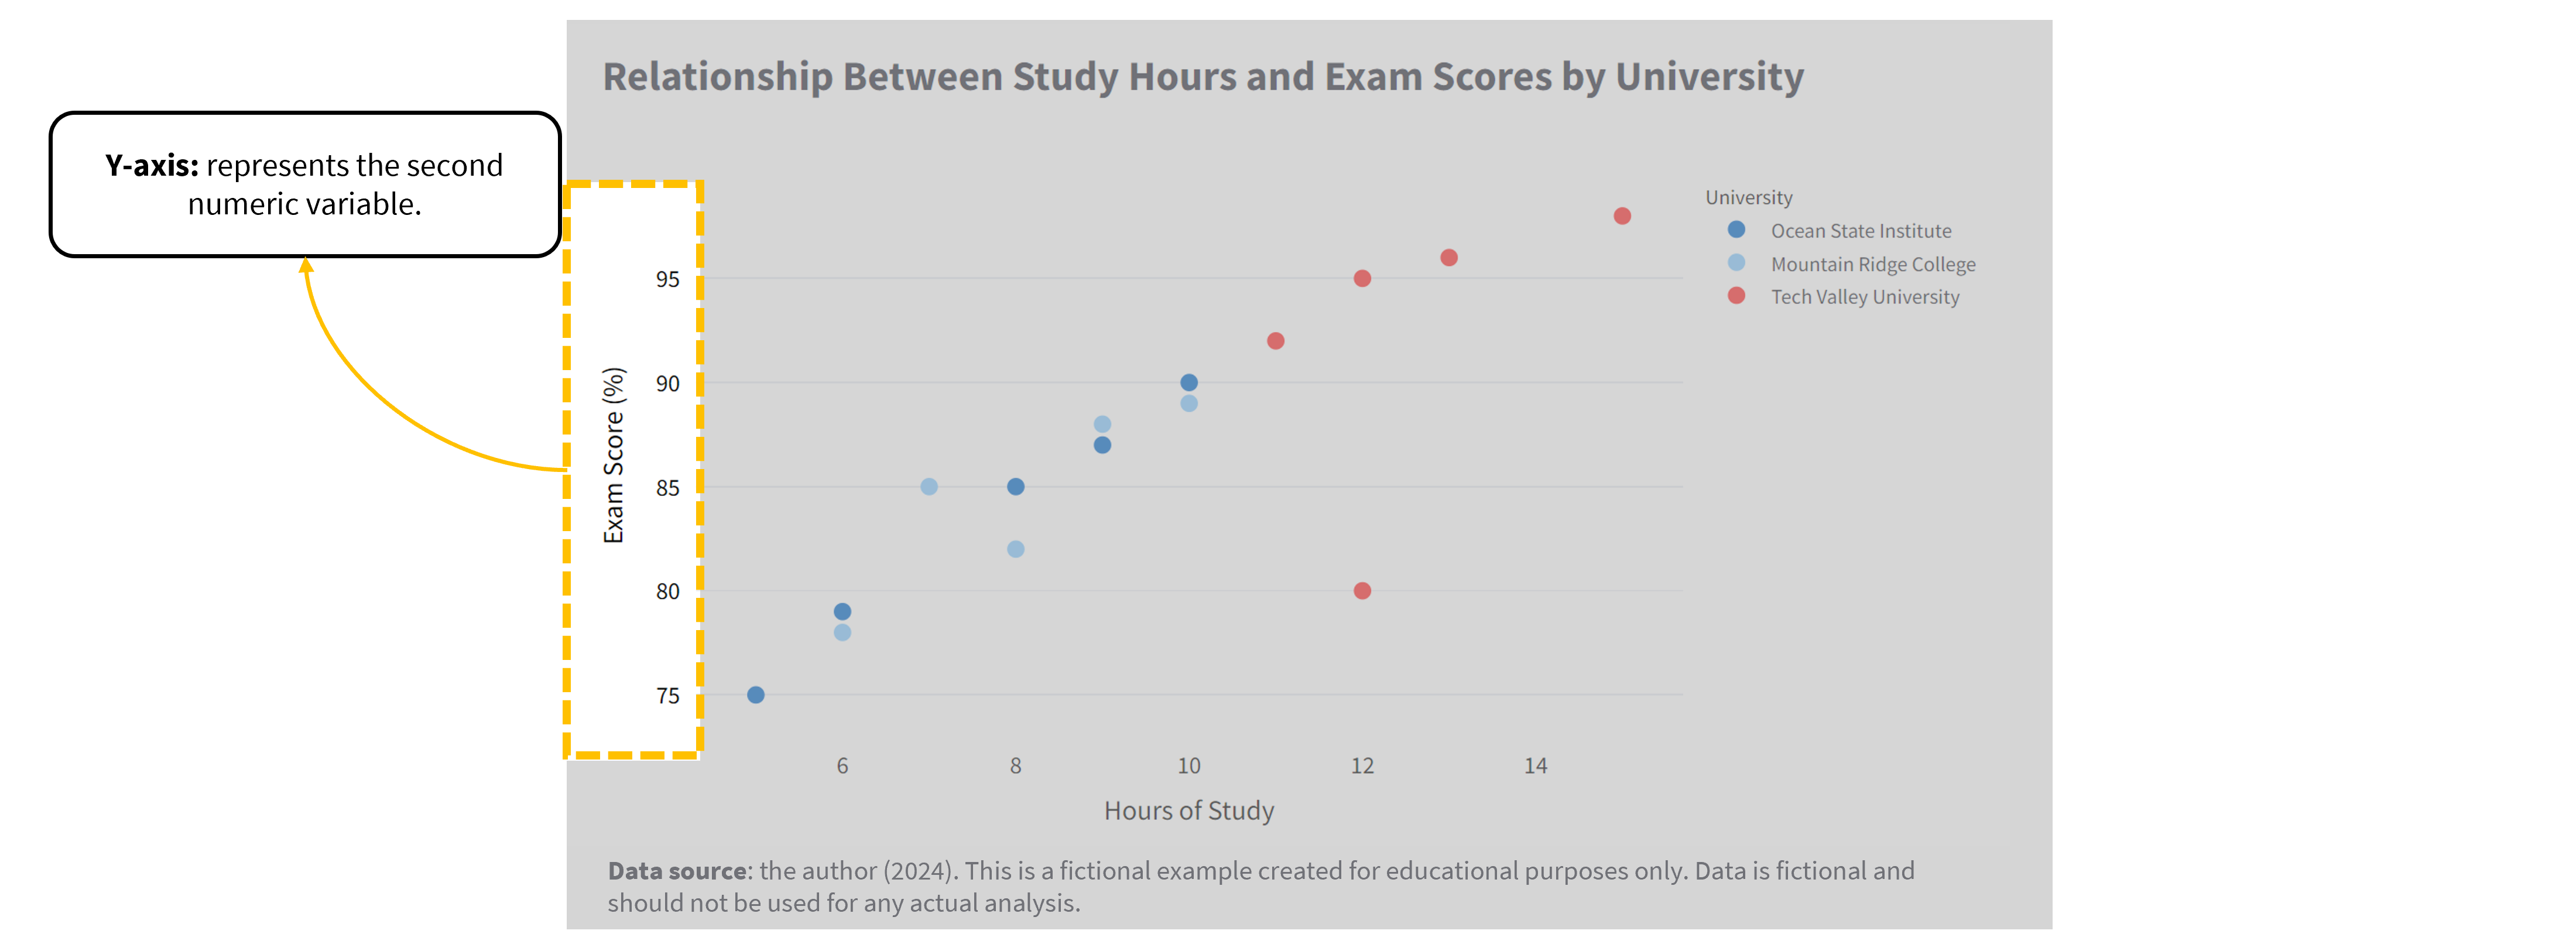 Relationship Between Study Hours and Exam Scores by University
Y-axis: represents the second
numeric variable.
University
Ocean State Institute
Mountain Ridge College
Tech Valley University
Exam Score (%)
95
90
85
80
75
6 8 10 12 14
Hours of Study
Data source: the author (2024). This is a fictional example created for educational purposes only. Data is fictional and
should not be used for any actual analysis.